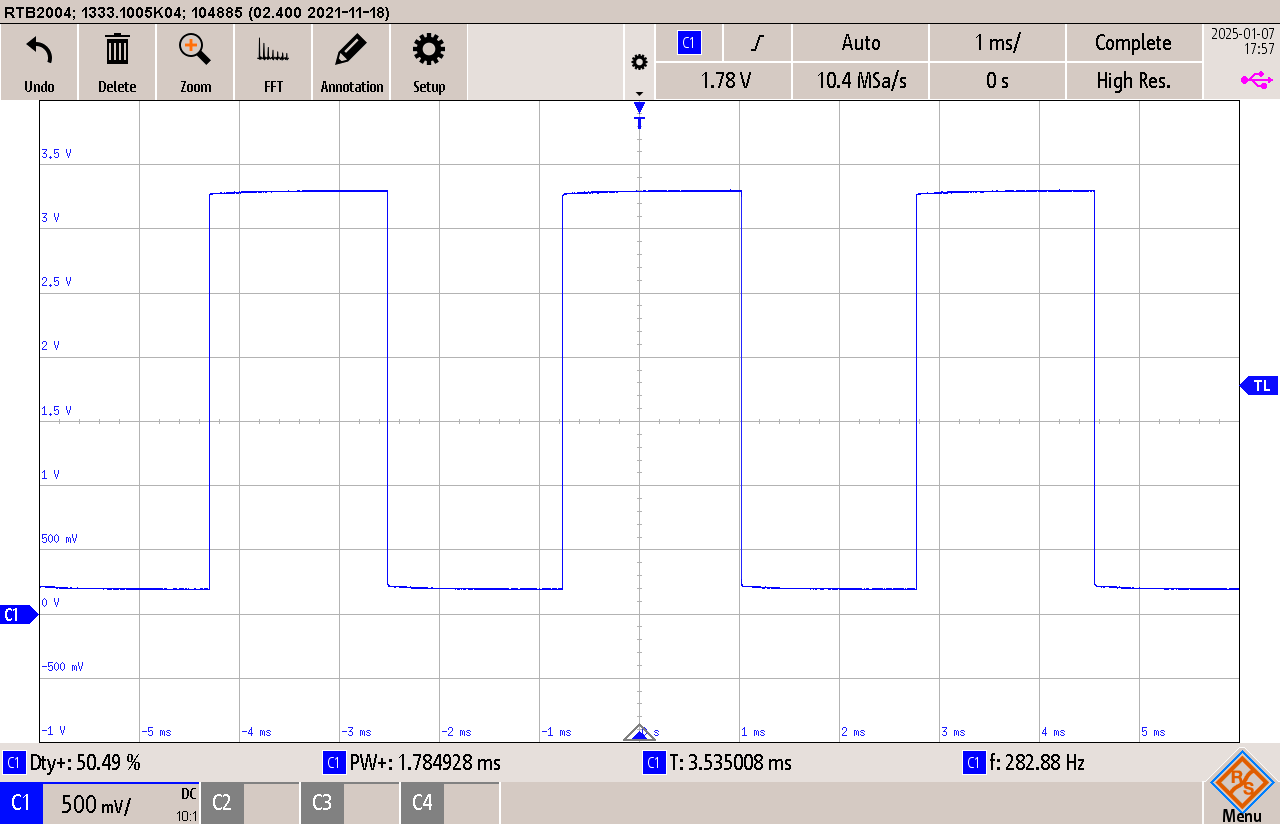 RTB2004; 1333.1005K04; 104885 (02.400 2021-11-18)
Undo
Delete
Zoom
FFT
Annotation
Setup
C1
Auto
1 ms/
Complete
1.78 V
10.4 MSa/s
0 s
High Res.
2025-01-07
17:57
T
3.5 V
3 V
2.5 V
2 V
TL
1.5 V
1 V
500 mV
0 V
C1
-500 mV
-1 V
-5 ms
-4 ms
-3 ms
-2 ms
-1 ms
s
1 ms
2 ms
3 ms
4 ms
5 ms
C1 Dty+: 50.49 %
C1 PW+: 1.784928 ms
C1 T: 3.535008 ms
C1 f: 282.88 Hz
C1
500 mV/
DC
10:1
C2
C3
C4
R S
Menu